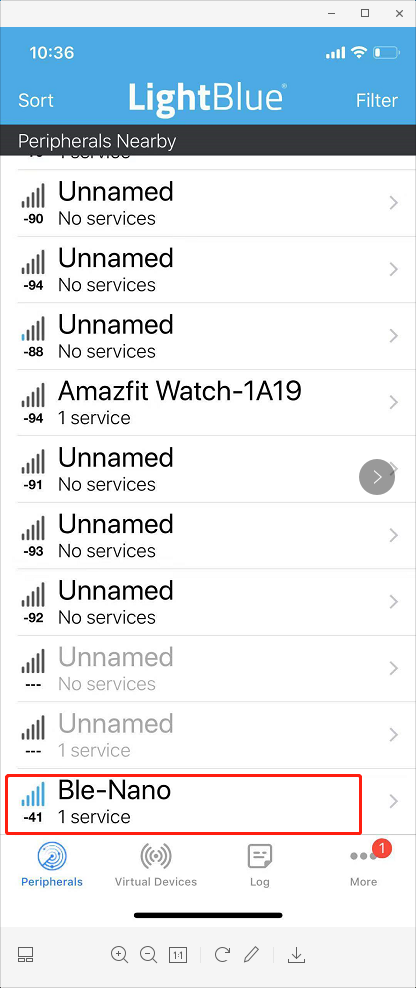 10:36
Sort
LightBlue®
Filter
Peripherals Nearby
1 service
Unnamed
-90
No services
Unnamed
-94
No services
Unnamed
-88
No services
Amazfit Watch-1A19
-94
1 service
Unnamed
-91
No services
Unnamed
-93
No services
Unnamed
-92
No services
Unnamed
---
No services
Unnamed
---
1 service
Ble-Nano
-41
1 service
1
Peripherals
Virtual Devices
Log
More
1:1